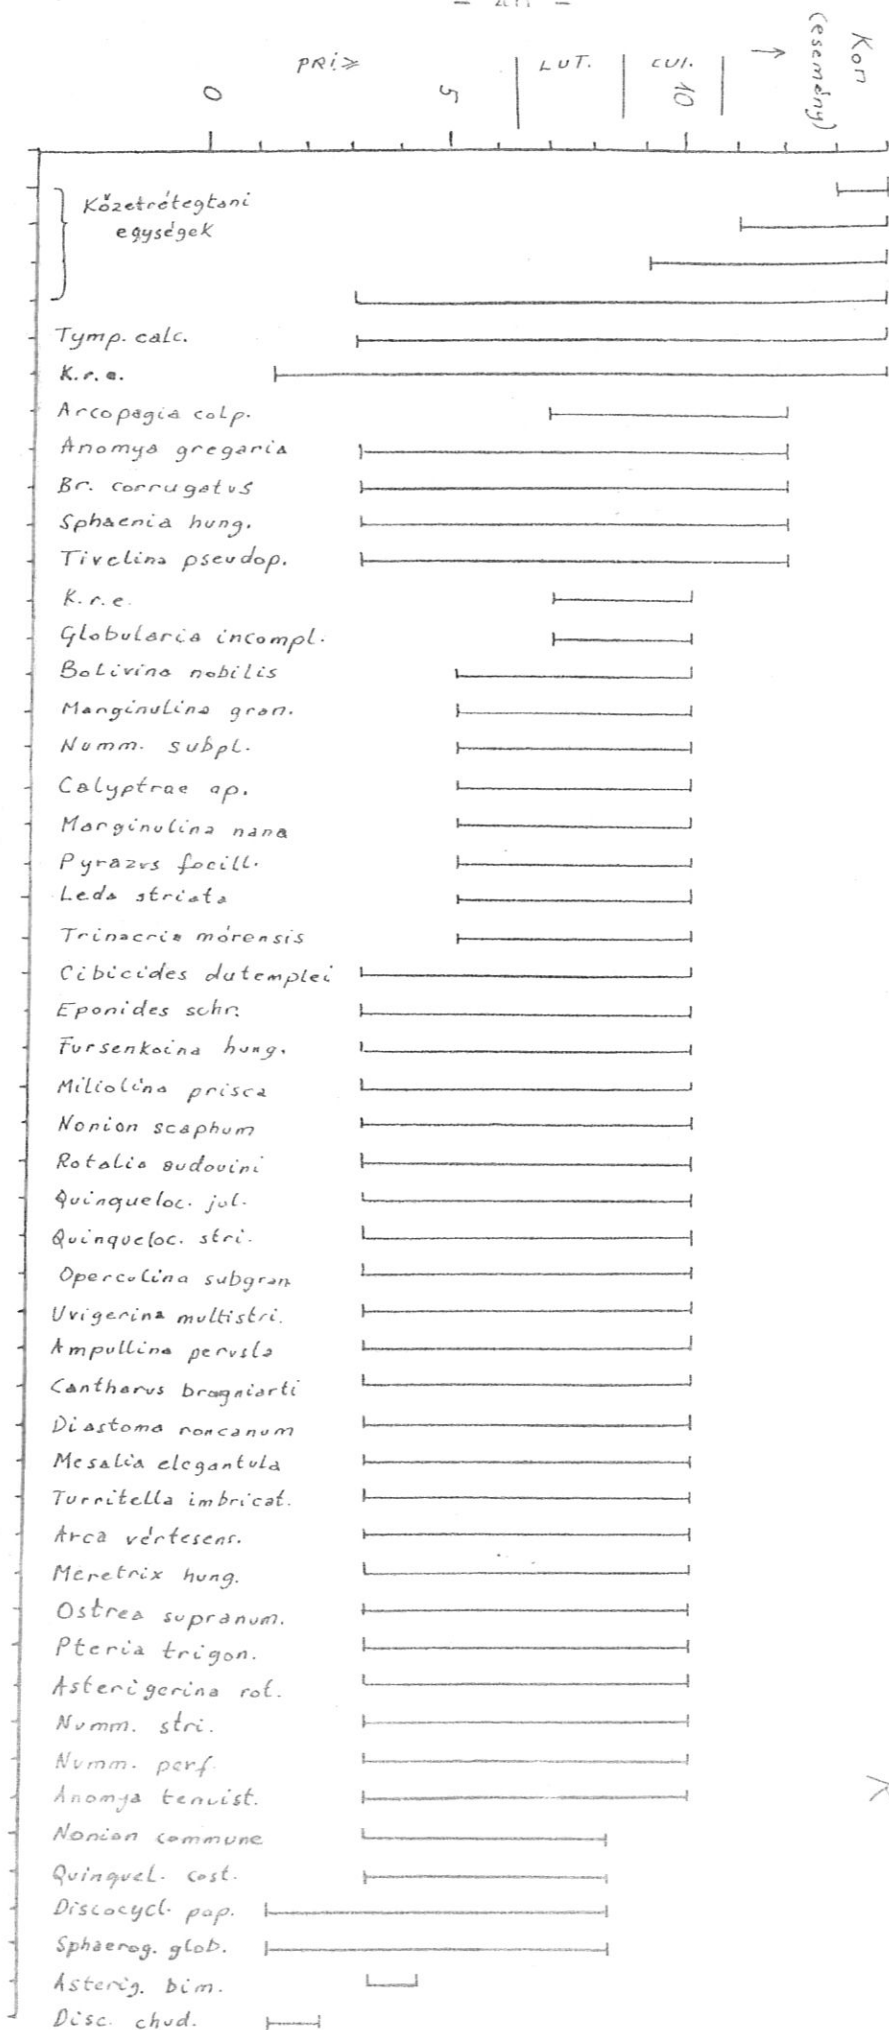 Kor
(esemény)
PRI≥ LUT. CUI. →
0 5 10
Kőzetrétegtani
egységek
Tymp. calc.
K.r.e.
Arcopagia colp.
Anomya gregaria
Br. corrugatus
Sphaenia hung.
Tivelina pseudop.
K.r.e.
Globularia incompl.
Bolivina nobilis
Marginulina gran.
Numm. subpl.
Calyptrae ap.
Marginulina nana
Pyrazus focill.
Leda striata
Trinacria mórensis
Cibicides dutemplei
Eponides schr.
Fursenkoina hung.
Miliolina prisca
Nonion scaphum
Rotalia audouini
Quinqueloc. jul.
Quinqueloc. stri.
Operculina subgran
Uvigerina multistri.
Ampullina perusta
Cantharus brogniarti
Diastoma roncanum
Mesalia elegantula
Turritella imbricat.
Arca vértesens.
Meretrix hung.
Ostrea supranum.
Pteria trigon.
Asterigerina rot.
Numm. stri.
Numm. perf.
Anomya tenuist.
Nonion commune
Quinquel. cost.
Discocycl. pap.
Sphaerog. glob.
Asterig. bim.
Disc. chud.